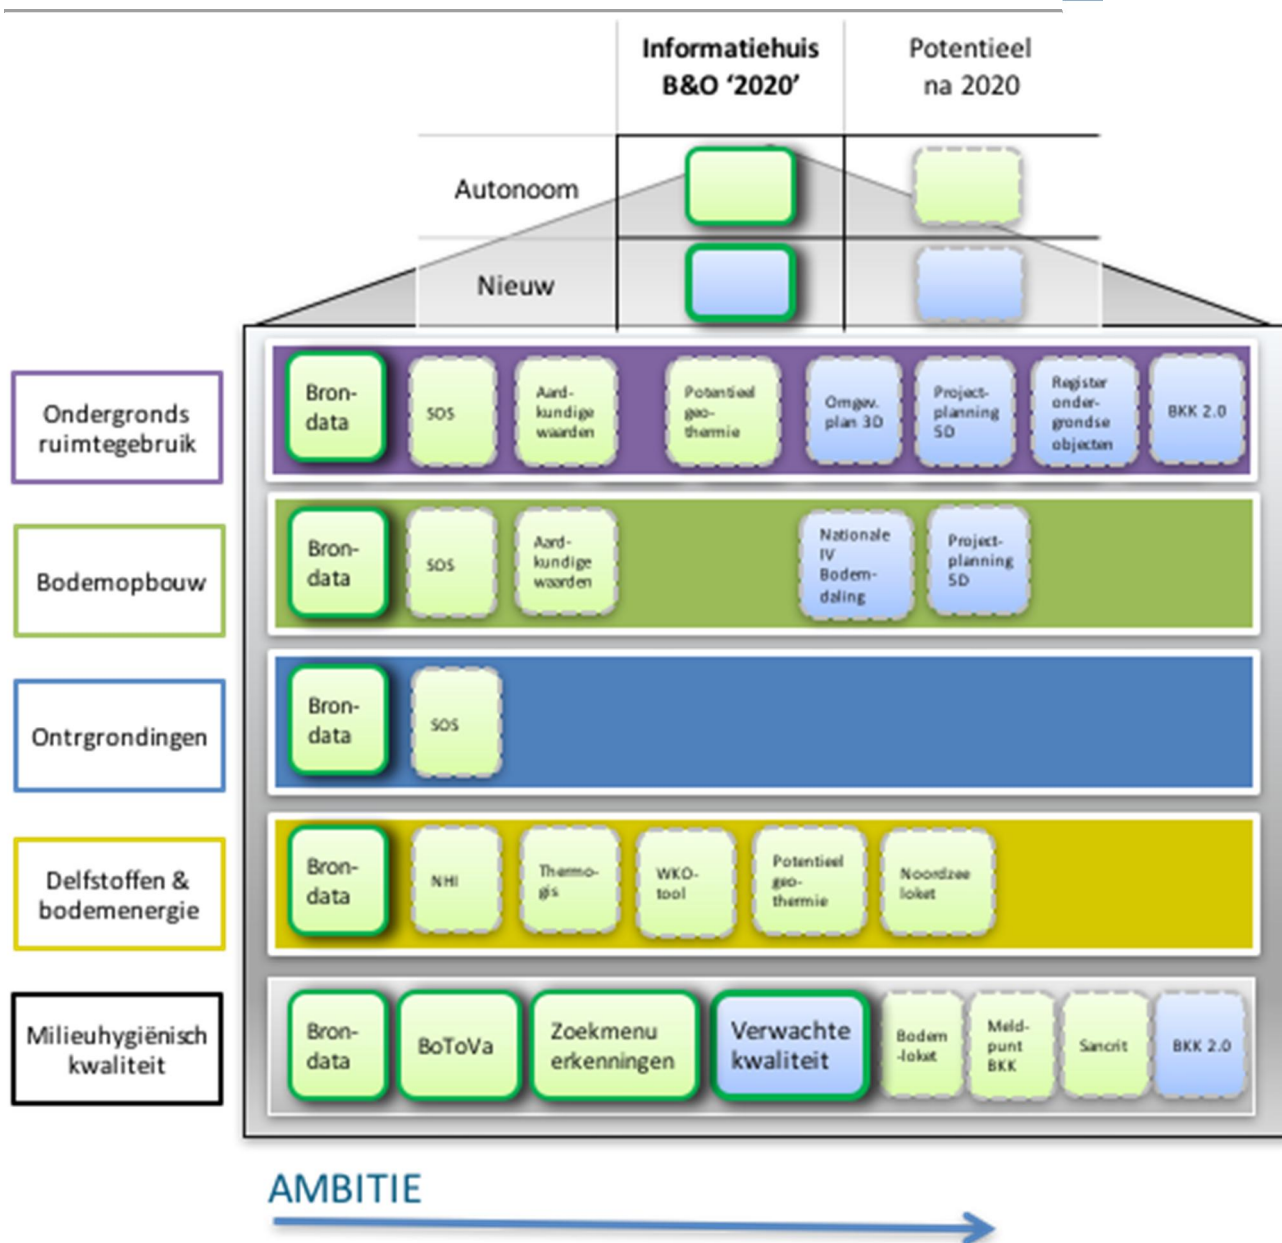 Informatiehuis
B&O ‘2020’
Potentieel
na 2020
Autonoom
Nieuw
Ondergronds
ruimtegebruik
Bron-
data
SOS
Aard-
kundige
waarden
Potentieel
geo-
thermie
Omgev.
plan 3D
Project-
planning
5D
Register
onder-
grondse
objecten
BKK 2.0
Bodemopbouw
Bron-
data
SOS
Aard-
kundige
waarden
Nationale
IV
Bodem-
daling
Project-
planning
5D
Ontrgrondingen
Bron-
data
SOS
Delfstoffen &
bodemenergie
Bron-
data
NHI
Thermo-
gis
WKO-
tool
Potentieel
geo-
thermie
Noordzee
loket
Milieuhygiënisch
kwaliteit
Bron-
data
BoToVa
Zoekmenu
erkenningen
Verwachte
kwaliteit
Bodem
-loket
Meld-
punt
BKK
Sancrit
BKK 2.0
AMBITIE